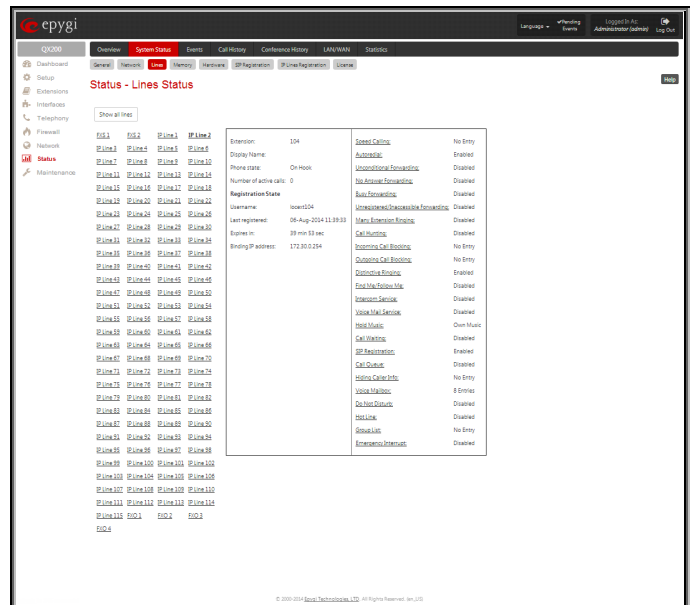 epygi
Language
Pending Events
Logged In As:
Administrator (admin)
Log Out
QX200
Overview System Status Events Call History Conference History LAN/WAN Statistics
Dashboard
Setup
Extensions
Interfaces
Telephony
Firewall
Network
Status
Maintenance
General Network Lines Memory Hardware SIP Registration IP Lines Registration License
Help
Status - Lines Status
Show all lines
FXS 1 FXS 2 IP Line 1 IP Line 2
IP Line 3 IP Line 4 IP Line 5 IP Line 6
IP Line 7 IP Line 8 IP Line 9 IP Line 10
IP Line 11 IP Line 12 IP Line 13 IP Line 14
IP Line 15 IP Line 16 IP Line 17 IP Line 18
IP Line 19 IP Line 20 IP Line 21 IP Line 22
IP Line 23 IP Line 24 IP Line 25 IP Line 26
IP Line 27 IP Line 28 IP Line 29 IP Line 30
IP Line 31 IP Line 32 IP Line 33 IP Line 34
IP Line 35 IP Line 36 IP Line 37 IP Line 38
IP Line 39 IP Line 40 IP Line 41 IP Line 42
IP Line 43 IP Line 44 IP Line 45 IP Line 46
IP Line 47 IP Line 48 IP Line 49 IP Line 50
IP Line 51 IP Line 52 IP Line 53 IP Line 54
IP Line 55 IP Line 56 IP Line 57 IP Line 58
IP Line 59 IP Line 60 IP Line 61 IP Line 62
IP Line 63 IP Line 64 IP Line 65 IP Line 66
IP Line 67 IP Line 68 IP Line 69 IP Line 70
IP Line 71 IP Line 72 IP Line 73 IP Line 74
IP Line 75 IP Line 76 IP Line 77 IP Line 78
IP Line 79 IP Line 80 IP Line 81 IP Line 82
IP Line 83 IP Line 84 IP Line 85 IP Line 86
IP Line 87 IP Line 88 IP Line 89 IP Line 90
IP Line 91 IP Line 92 IP Line 93 IP Line 94
IP Line 95 IP Line 96 IP Line 97 IP Line 98
IP Line 99 IP Line 100 IP Line 101 IP Line 102
IP Line 103 IP Line 104 IP Line 105 IP Line 106
IP Line 107 IP Line 108 IP Line 109 IP Line 110
IP Line 111 IP Line 112 IP Line 113 IP Line 114
IP Line 115 FXO 1 FXO 2 FXO 3
FXO 4
Extension: 104
Display Name:
Phone state: On Hook
Number of active calls: 0
Registration State
Username: locext104
Last registered: 06-Aug-2014 11:39:33
Expires in: 39 min 53 sec
Binding IP address: 172.30.0.254
Speed Calling: No Entry
Autoredial: Enabled
Unconditional Forwarding: Disabled
No Answer Forwarding: Disabled
Busy Forwarding: Disabled
Unregistered/Inaccessible Forwarding: Disabled
Many Extension Ringing: Disabled
Call Hunting: Disabled
Incoming Call Blocking: No Entry
Outgoing Call Blocking: No Entry
Distinctive Ringing: Enabled
Find Me/Follow Me: Disabled
Intercom Service: Disabled
Voice Mail Service: Disabled
Hold Music: Own Music
Call Waiting: Disabled
SIP Registration: Enabled
Call Queue: Disabled
Hiding Caller Info: No Entry
Voice Mailbox: 8 Entries
Do Not Disturb: Disabled
Hot Line: Disabled
Group List: No Entry
Emergency Interrupt: Disabled
© 2000-2014 Epygi Technologies, LTD. All Rights Reserved.